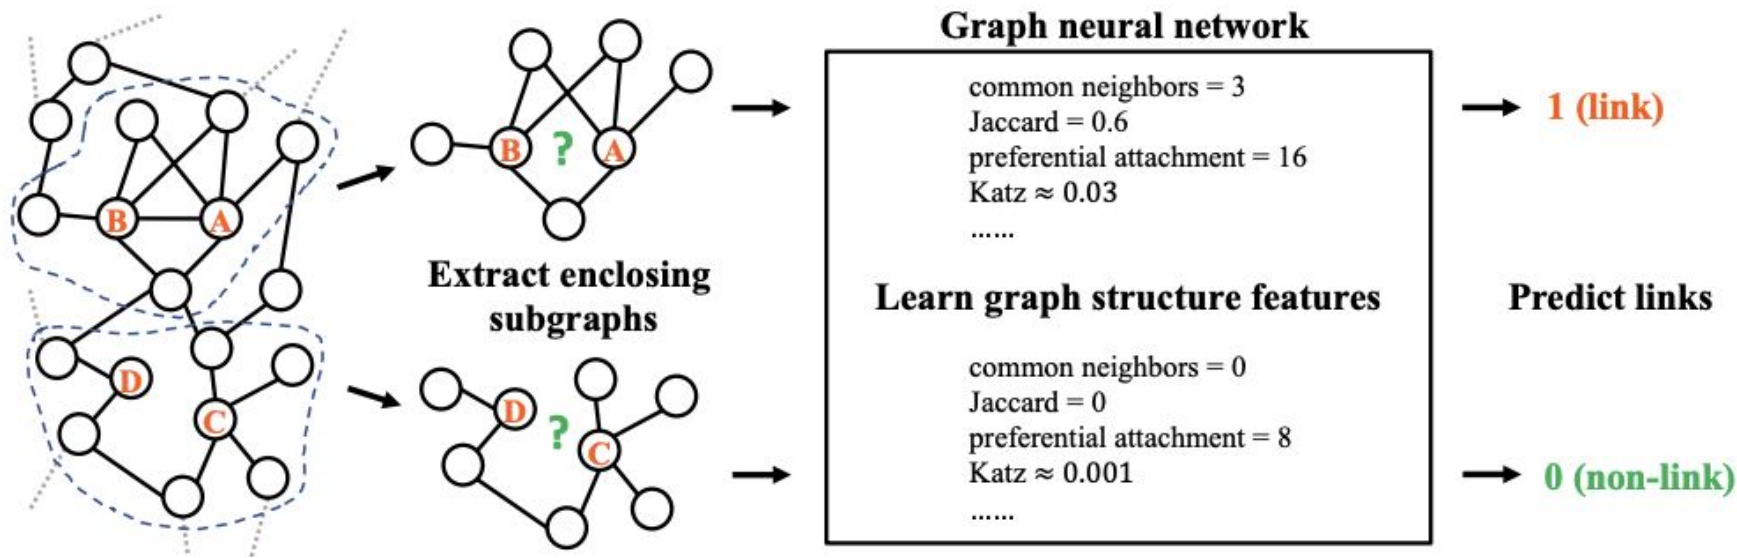 Graph neural network
B
A
B
?
A
common neighbors = 3
Jaccard = 0.6
preferential attachment = 16
Katz ≈ 0.03
......
1 (link)
Extract enclosing
subgraphs
Learn graph structure features
Predict links
D
C
D
?
C
common neighbors = 0
Jaccard = 0
preferential attachment = 8
Katz ≈ 0.001
......
0 (non-link)